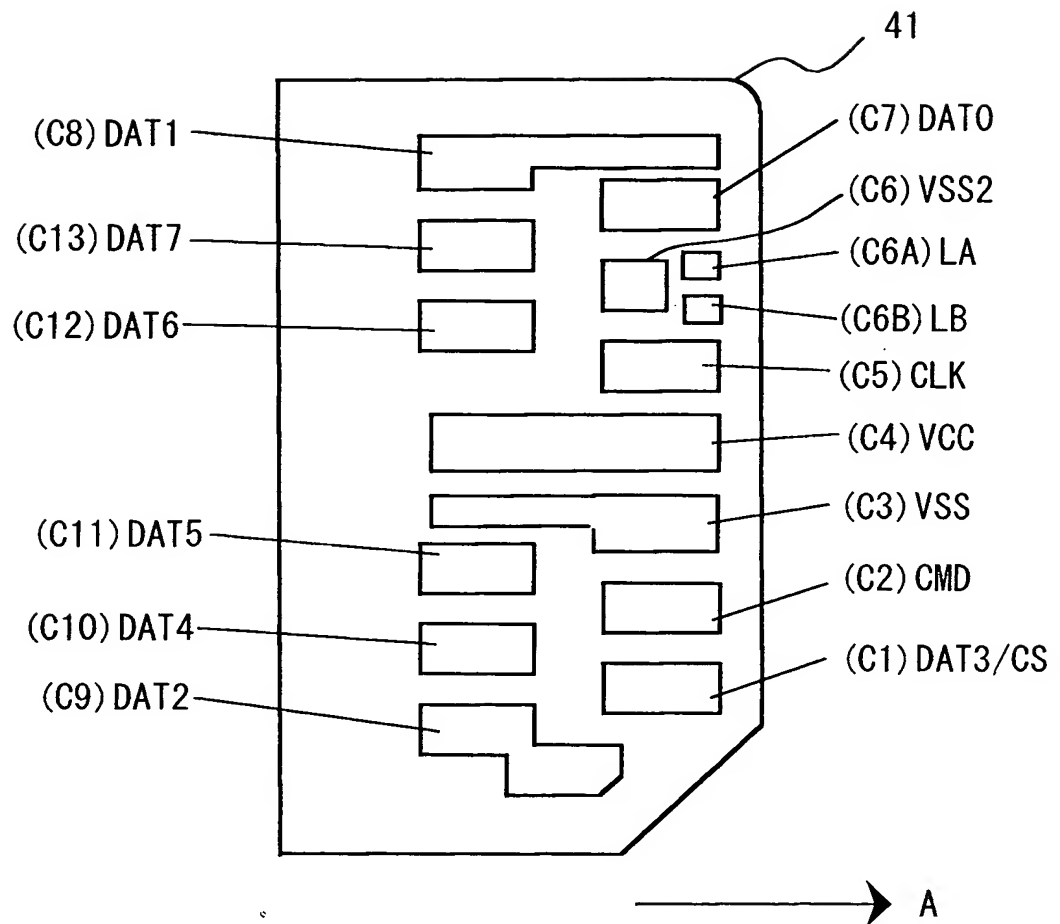 41
(C8) DAT1
(C13) DAT7
(C12) DAT6
(C11) DAT5
(C10) DAT4
(C9) DAT2
(C7) DAT0
(C6) VSS2
(C6A) LA
(C6B) LB
(C5) CLK
(C4) VCC
(C3) VSS
(C2) CMD
(C1) DAT3/CS
A